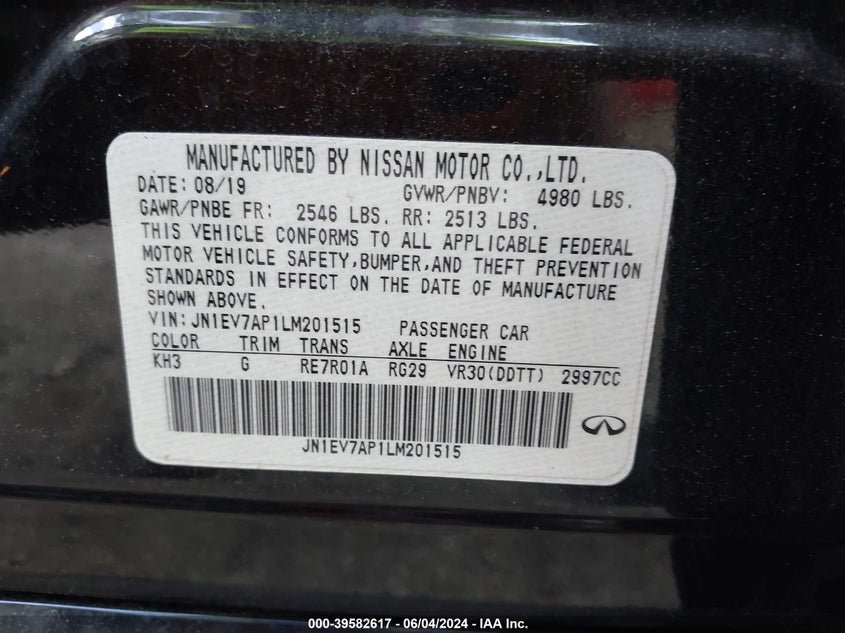 MANUFACTURED BY NISSAN MOTOR CO.,LTD.
DATE: 08/19 GVWR/PNBV: 4980 LBS.
GAWR/PNBE FR: 2546 LBS. RR: 2513 LBS.
THIS VEHICLE CONFORMS TO ALL APPLICABLE FEDERAL
MOTOR VEHICLE SAFETY,BUMPER,AND THEFT PREVENTION
STANDARDS IN EFFECT ON THE DATE OF MANUFACTURE
SHOWN ABOVE.
VIN: JN1EV7AP1LM201515 PASSENGER CAR
COLOR TRIM TRANS AXLE ENGINE
KH3 G RE7R01A RG29 VR30(DDTT) 2997CC
JN1EV7AP1LM201515
000-39582617 - 06/04/2024 - IAA Inc.